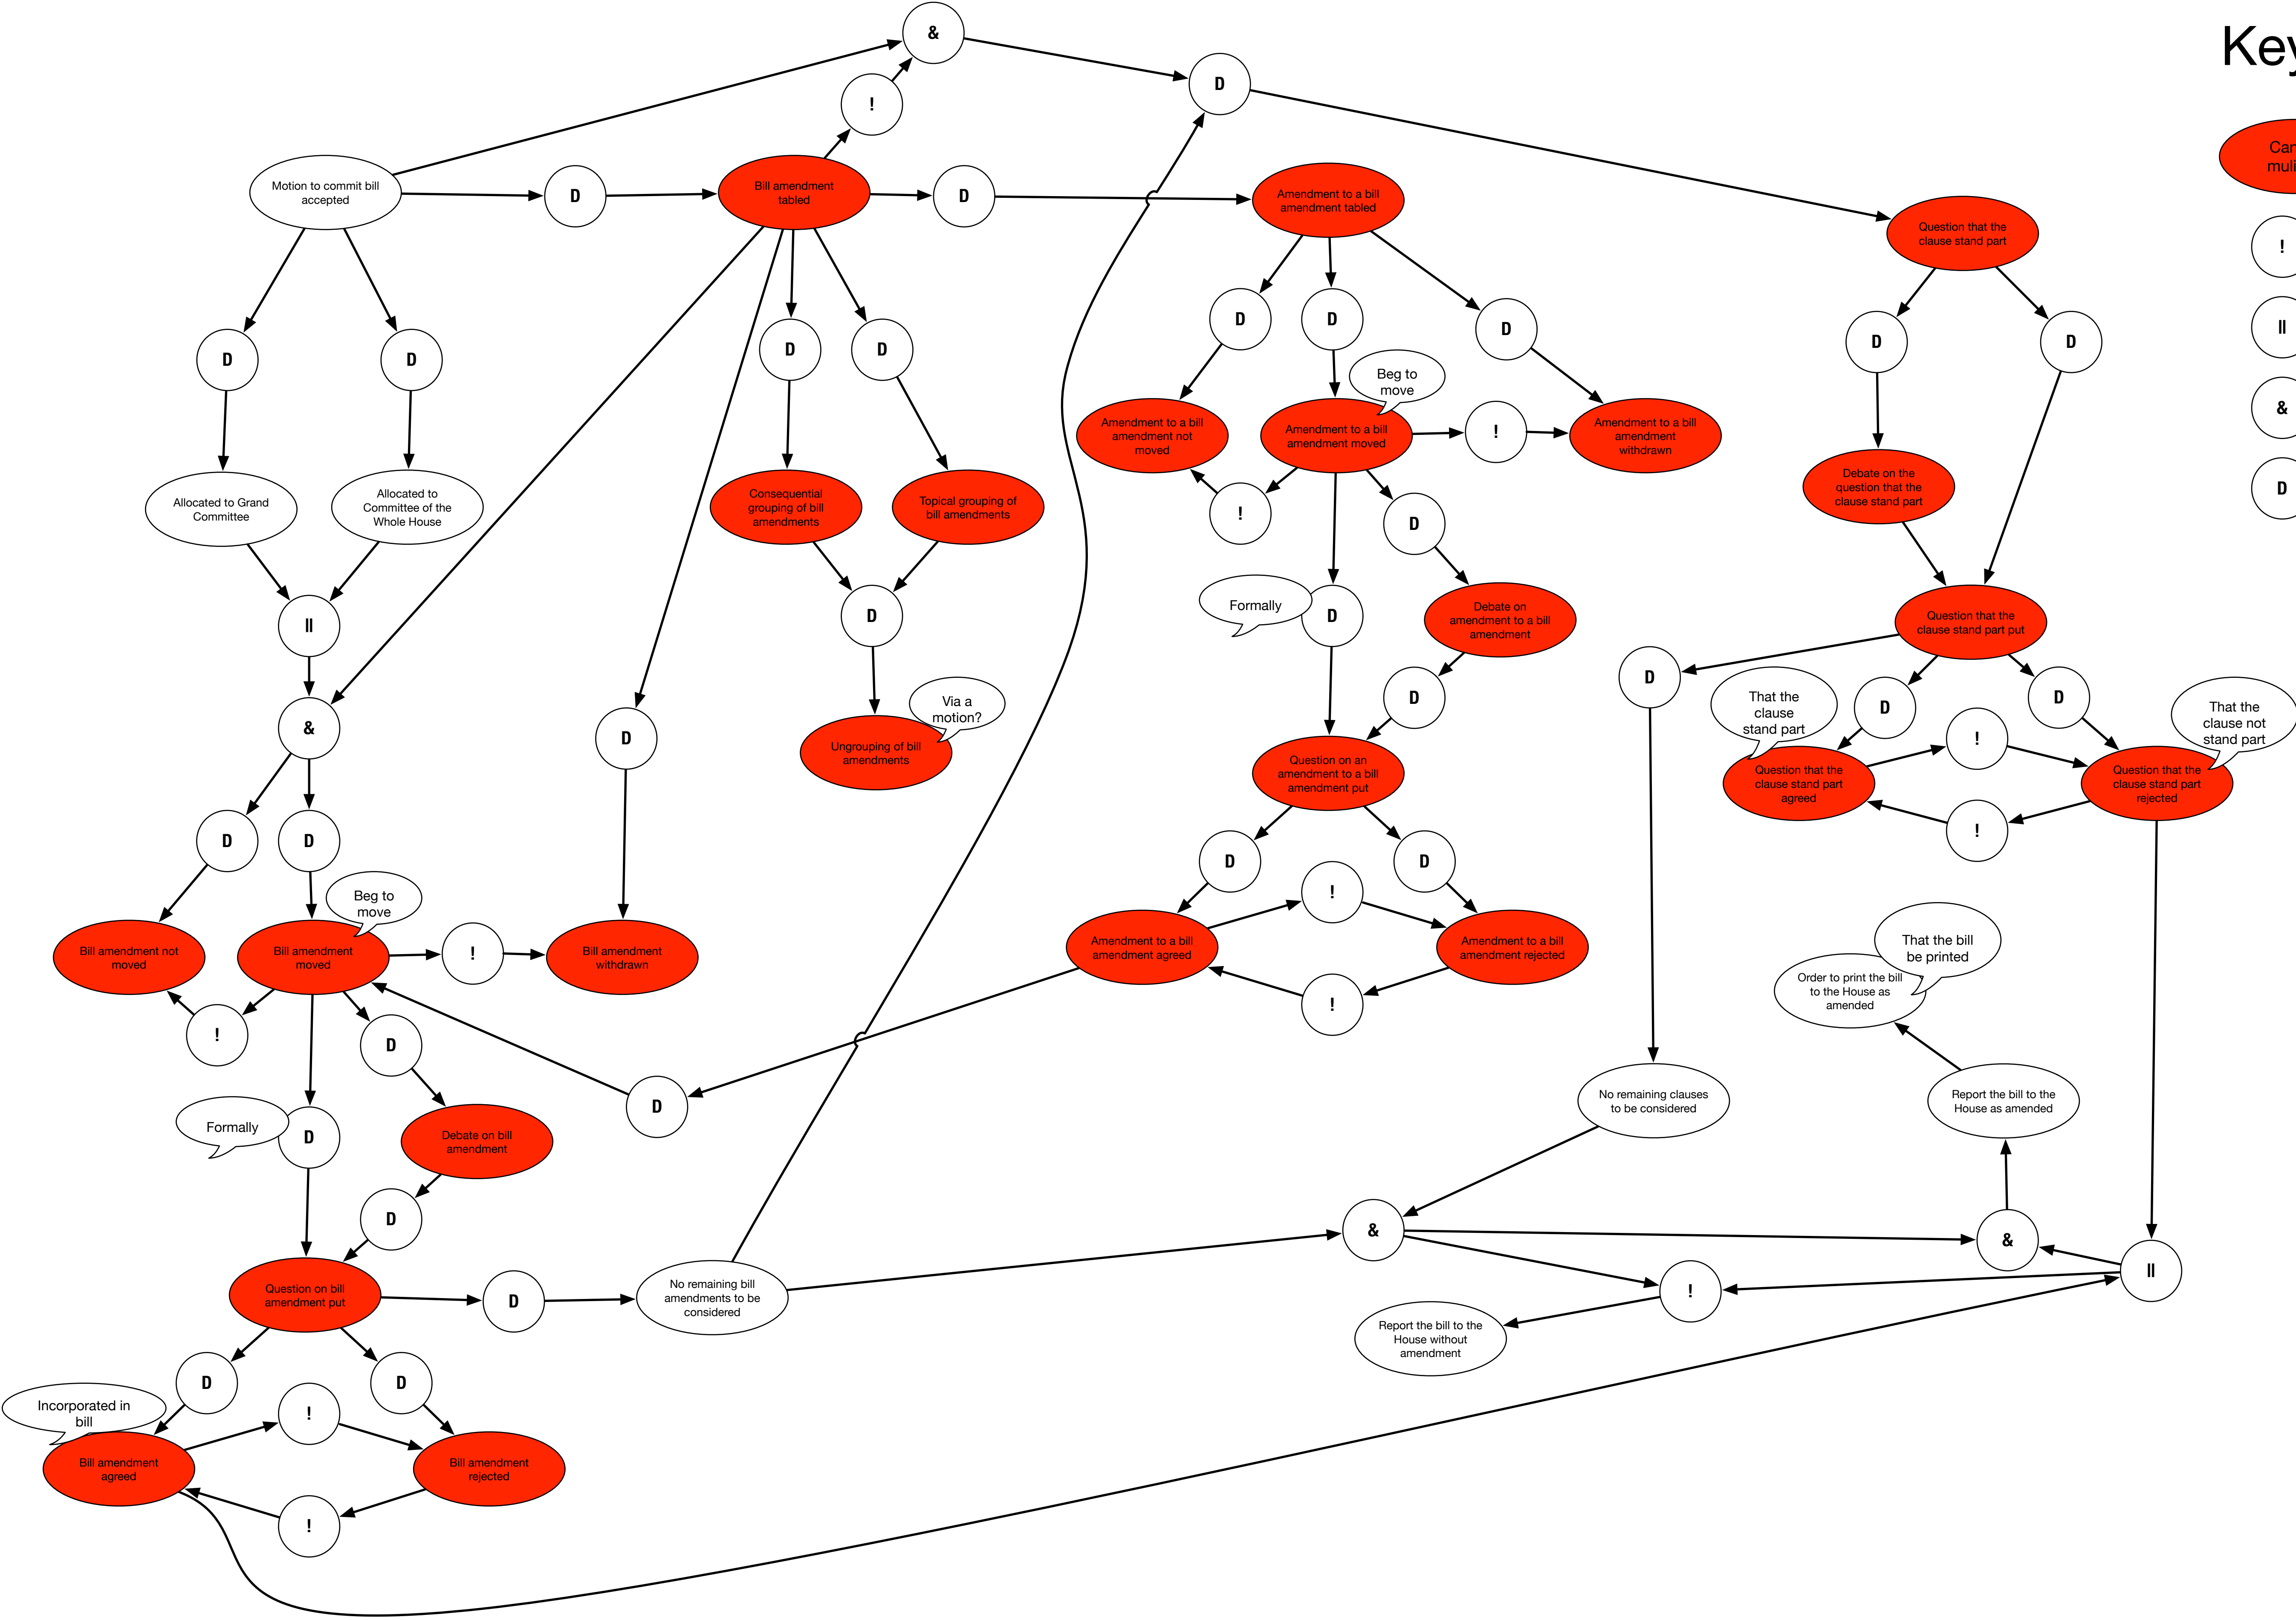 &
Key
D
!
Can
muli
Motion to commit bill
accepted
D
Bill amendment
tabled
D
Amendment to a bill
amendment tabled
Question that the
clause stand part
!
D
D
D
D
D
D
D
D
D
||
Beg to
move
Amendment to a bill
amendment not
moved
Amendment to a bill
amendment moved
!
Amendment to a bill
amendment
withdrawn
&
Allocated to Grand
Committee
Allocated to
Committee of the
Whole House
Consequential
grouping of bill
amendments
Topical grouping of
bill amendments
!
D
Debate on the
question that the
clause stand part
D
||
D
Formally
D
Debate on
amendment to a bill
amendment
Question that the
clause stand part put
&
D
Via a
motion?
Ungrouping of bill
amendments
D
D
That the
clause
stand part
D
D
That the
clause not
stand part
Question on an
amendment to a bill
amendment put
!
Question that the
clause stand part
agreed
Question that the
clause stand part
rejected
!
D
D
D
D
Beg to
move
!
Bill amendment not
moved
Bill amendment
moved
!
Bill amendment
withdrawn
Amendment to a bill
amendment agreed
Amendment to a bill
amendment rejected
!
That the bill
be printed
Order to print the bill
to the House as
amended
!
D
D
No remaining clauses
to be considered
Report the bill to the
House as amended
Formally
D
Debate on bill
amendment
D
&
&
Question on bill
amendment put
D
No remaining bill
amendments to be
considered
!
||
Report the bill to the
House without
amendment
D
D
Incorporated in
bill
!
Bill amendment
agreed
Bill amendment
rejected
!